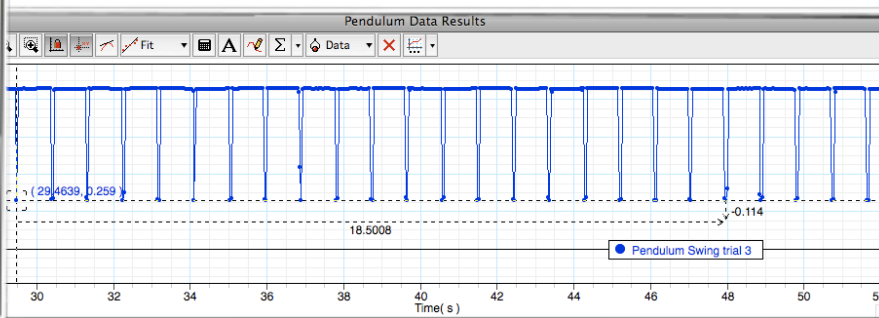 Pendulum Data Results
A Fit Σ Data
(29.4639, 0.259)
-0.114
18.5008
Pendulum Swing trial 3
30 32 34 36 38 40 42 44 46 48 50 5
Time( s )